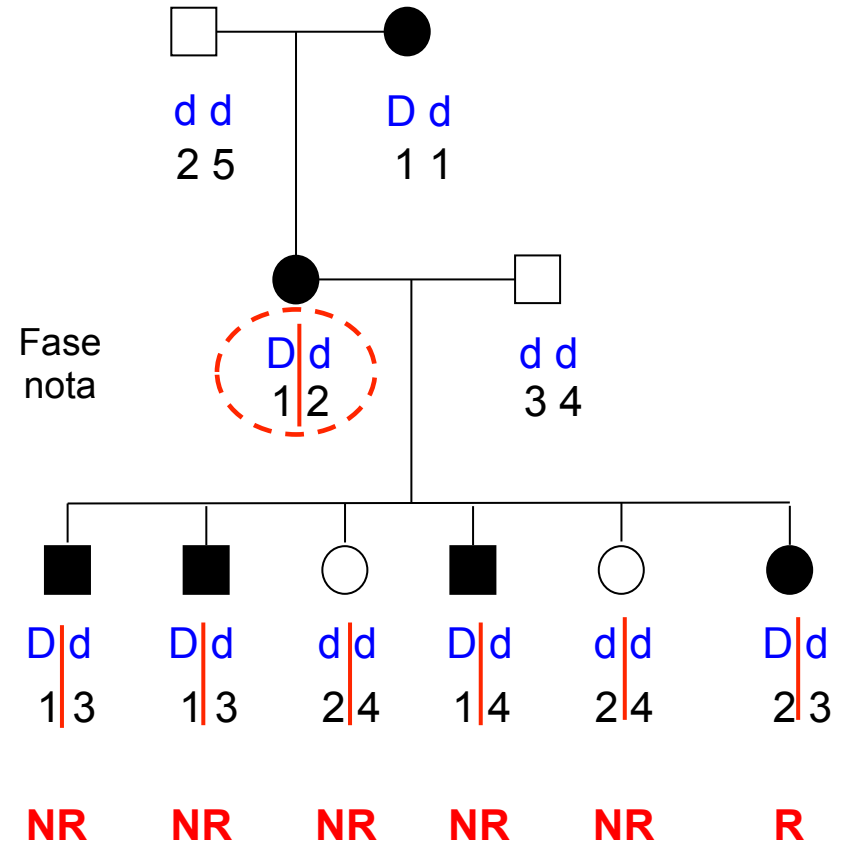 d d D d
2 5 1 1
Fase
nota
D d d d
1 2 3 4
D d D d d d D d d d D d
1 3 1 3 2 4 1 4 2 4 2 3
NR NR NR NR NR R